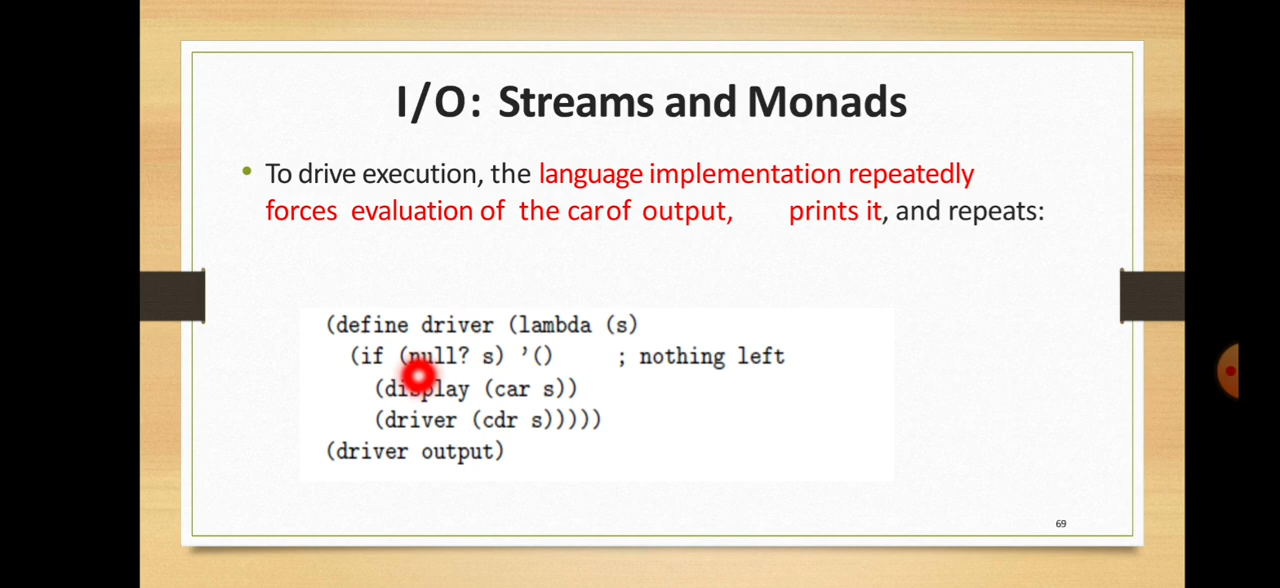 I/O: Streams and Monads
• To drive execution, the language implementation repeatedly
forces evaluation of the car of output, prints it, and repeats:
(define driver (lambda (s)
(if (null? s) '() ; nothing left
(display (car s))
(driver (cdr s)))))
(driver output)
69